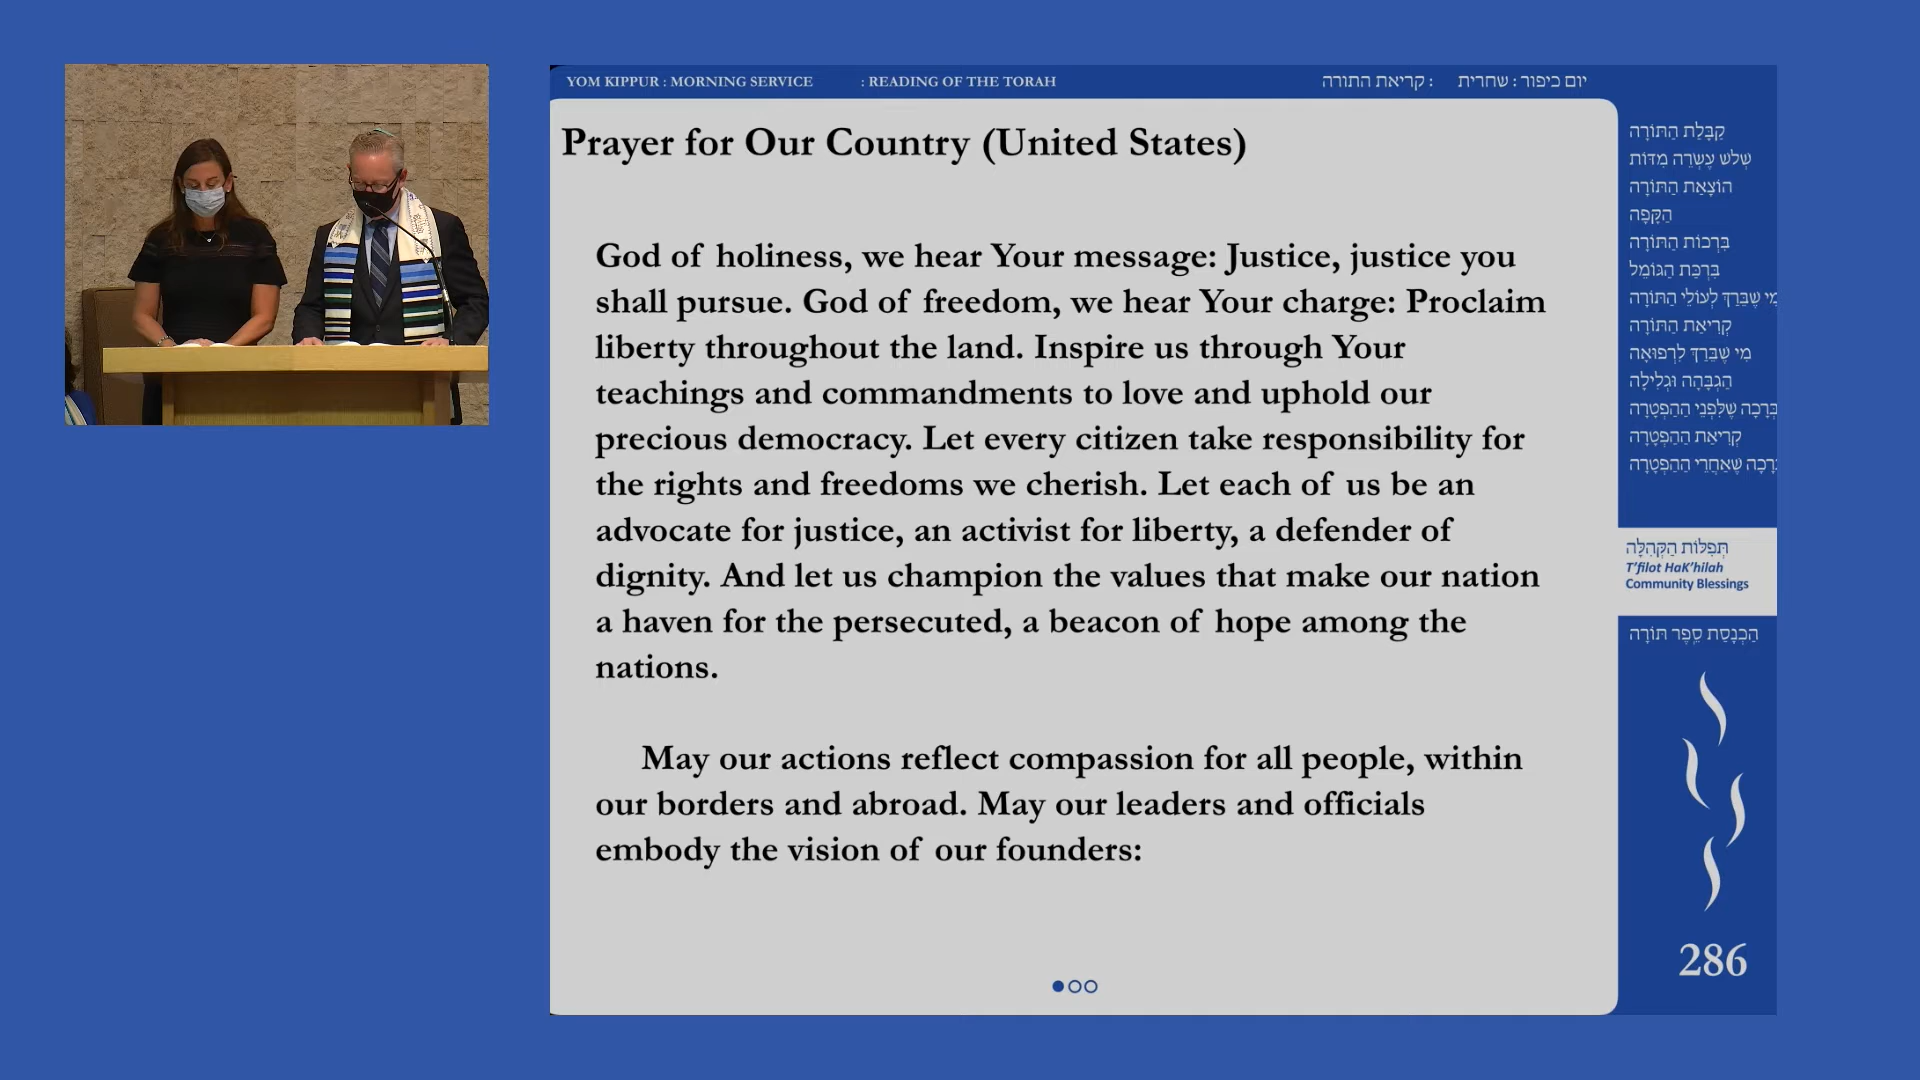 YOM KIPPUR : MORNING SERVICE : READING OF THE TORAH
יום כיפור : שחרית : קריאת התורה
Prayer for Our Country (United States)
God of holiness, we hear Your message: Justice, justice you
shall pursue. God of freedom, we hear Your charge: Proclaim
liberty throughout the land. Inspire us through Your
teachings and commandments to love and uphold our
precious democracy. Let every citizen take responsibility for
the rights and freedoms we cherish. Let each of us be an
advocate for justice, an activist for liberty, a defender of
dignity. And let us champion the values that make our nation
a haven for the persecuted, a beacon of hope among the
nations.
May our actions reflect compassion for all people, within
our borders and abroad. May our leaders and officials
embody the vision of our founders:
קַבָּלַת הַתּוֹרָה
שְׁלֹשׁ עֶשְׂרֵה מִדּוֹת
הוֹצָאַת הַתּוֹרָה
הַקָּפָה
בִּרְכוֹת הַתּוֹרָה
בִּרְכַּת הַגּוֹמֵל
מִי שֶׁבֵּרַךְ לְעוֹלֵי הַתּוֹרָה
קְרִיאַת הַתּוֹרָה
מִי שֶׁבֵּרַךְ לִרְפוּאָה
הַגְבָּהָה וּגְלִילָה
שֶׁלִּפְנֵי הַהַפְטָרָה
קְרִיאַת הַהַפְטָרָה
שֶׁאַחֲרֵי הַהַפְטָרָה
תְּפִלּוֹת הַקְּהִלָּה
T'filot HaK'hilah
Community Blessings
הַכְנָסַת סֵפֶר תּוֹרָה
286